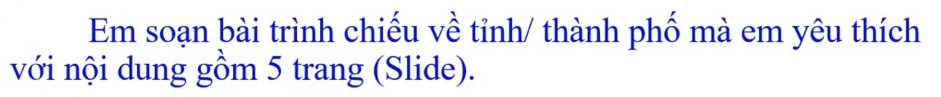 Em soạn bài trình chiếu về tỉnh/ thành phố mà em yêu thích
với nội dung gồm 5 trang (Slide).